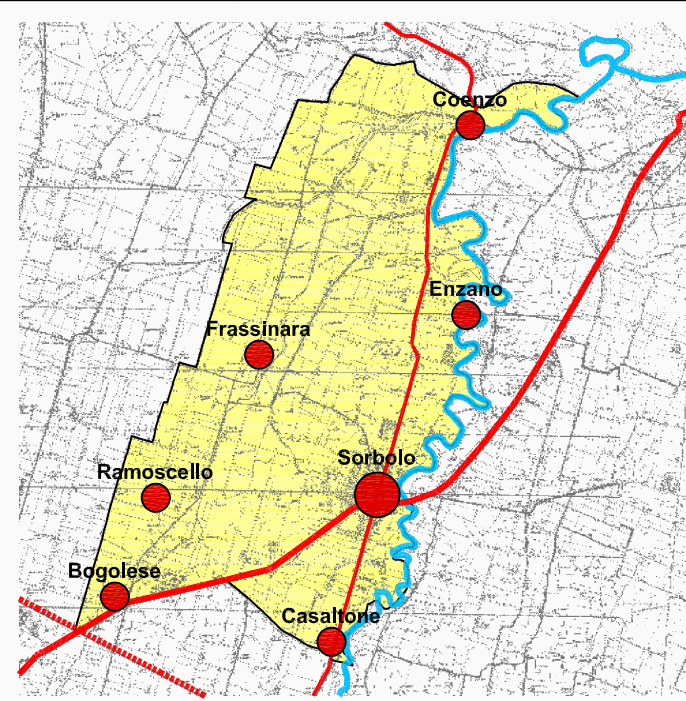 Coenzo
Enzano
Frassinara
Sorbolo
Ramoscello
Bogolese
Casaltone